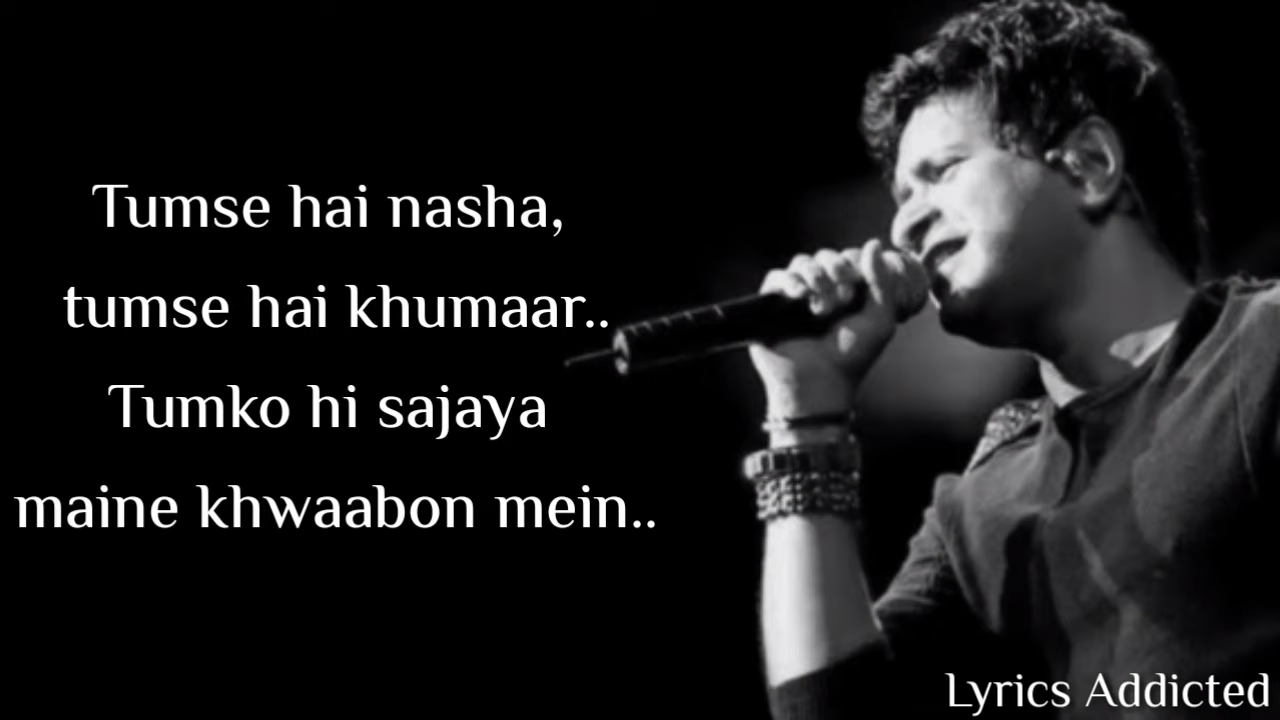 Tumse hai nasha,
tumse hai khumaar..
Tumko hi sajaya
maine khwaabon mein..
Lyrics Addicted